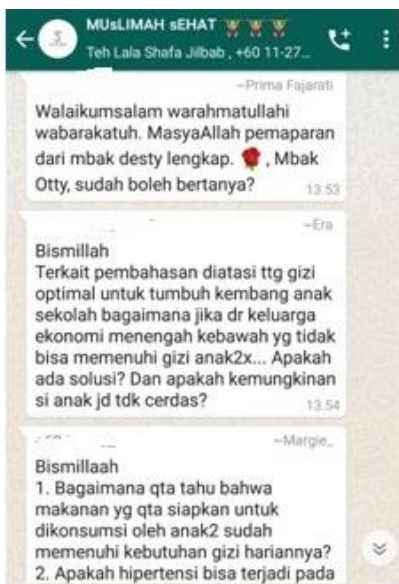 MUsLIMAH sEHAT
Teh Lala Shafa Jilbab , +60 11-27...
~Prima Fajarati
Walaikumsalam warahmatullahi
wabarakatuh. MasyaAllah pemaparan
dari mbak desty lengkap. 🌹 , Mbak
Otty, sudah boleh bertanya?
13.53
~Era
Bismillah
Terkait pembahasan diatasi ttg gizi
optimal untuk tumbuh kembang anak
sekolah bagaimana jika dr keluarga
ekonomi menengah kebawah yg tidak
bisa memenuhi gizi anak2x... Apakah
ada solusi? Dan apakah kemungkinan
si anak jd tdk cerdas?
13.54
~Margie_
Bismillaah
1. Bagaimana qta tahu bahwa
makanan yg qta siapkan untuk
dikonsumsi oleh anak2 sudah
memenuhi kebutuhan gizi hariannya?
2. Apakah hipertensi bisa terjadi pada